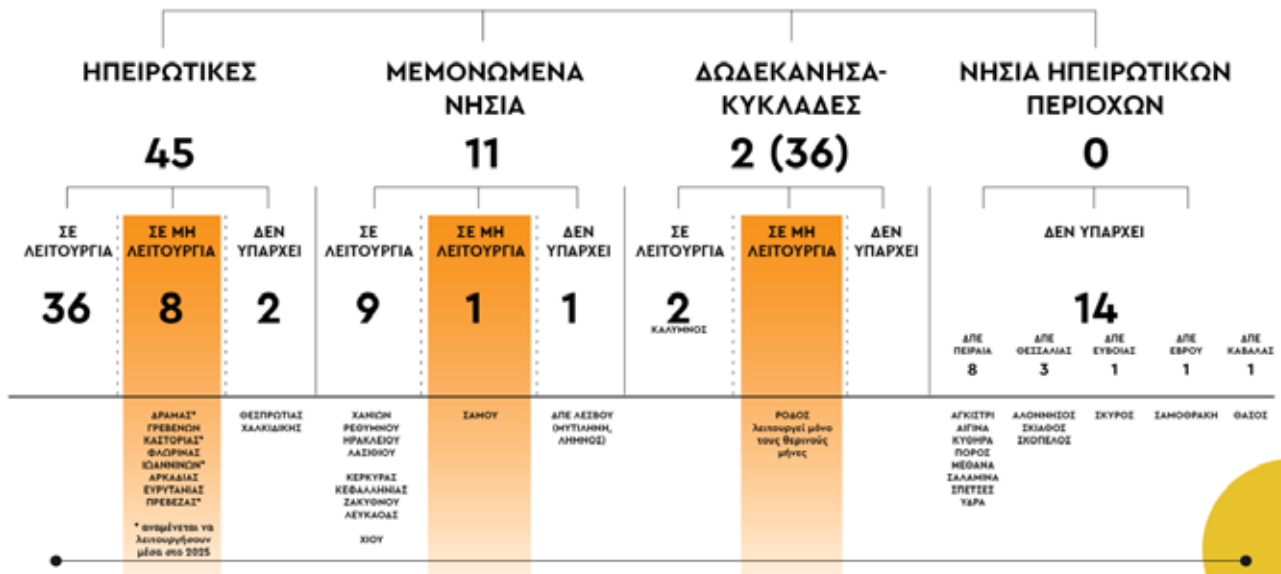 ΗΠΕΙΡΩΤΙΚΕΣ
45
ΣΕ
ΛΕΙΤΟΥΡΓΙΑ
36
ΣΕ ΜΗ
ΛΕΙΤΟΥΡΓΙΑ
8
ΔΡΑΜΑΣ*
ΓΡΕΒΕΝΩΝ
ΚΑΣΤΟΡΙΑΣ*
ΦΛΩΡΙΝΑΣ
ΙΩΑΝΝΙΝΩΝ*
ΑΡΚΑΔΙΑΣ
ΕΥΡΥΤΑΝΙΑΣ
ΠΡΕΒΕΖΑΣ*
* αναμένεται να
λειτουργήσουν
μέσα στο 2025
ΔΕΝ
ΥΠΑΡΧΕΙ
2
ΘΕΣΠΡΩΤΙΑΣ
ΧΑΛΚΙΔΙΚΗΣ
ΜΕΜΟΝΩΜΕΝΑ
ΝΗΣΙΑ
11
ΣΕ
ΛΕΙΤΟΥΡΓΙΑ
9
ΧΑΝΙΩΝ
ΡΕΘΥΜΝΟΥ
ΗΡΑΚΛΕΙΟΥ
ΛΑΣΙΘΙΟΥ
ΚΕΡΚΥΡΑΣ
ΚΕΦΑΛΛΗΝΙΑΣ
ΖΑΚΥΘΝΟΥ
ΛΕΥΚΑΟΔΣ
ΧΙΟΥ
ΣΕ ΜΗ
ΛΕΙΤΟΥΡΓΙΑ
1
ΣΑΜΟΥ
ΔΕΝ
ΥΠΑΡΧΕΙ
1
ΔΠΕ ΛΕΣΒΟΥ
(ΜΥΤΙΛΗΝΗ,
ΛΗΜΝΟΣ)
ΔΩΔΕΚΑΝΗΣΑ-
ΚΥΚΛΑΔΕΣ
2 (36)
ΣΕ
ΛΕΙΤΟΥΡΓΙΑ
2
ΚΑΛΥΜΝΟΣ
ΣΕ ΜΗ
ΛΕΙΤΟΥΡΓΙΑ
ΡΟΔΟΣ
λειτουργεί μόνο
τους θερινούς
μήνες
ΔΕΝ
ΥΠΑΡΧΕΙ
ΝΗΣΙΑ ΗΠΕΙΡΩΤΙΚΩΝ
ΠΕΡΙΟΧΩΝ
0
ΔΕΝ ΥΠΑΡΧΕΙ
14
ΔΠΕ
ΠΕΙΡΑΙΑ
8
ΑΓΚΙΣΤΡΙ
ΑΙΓΙΝΑ
ΚΥΘΗΡΑ
ΠΟΡΟΣ
ΜΕΘΑΝΑ
ΣΑΛΑΜΙΝΑ
ΣΠΕΤΣΕΣ
ΥΔΡΑ
ΔΠΕ
ΘΕΣΣΑΛΙΑΣ
3
ΑΛΟΝΝΗΣΟΣ
ΣΚΙΑΘΟΣ
ΣΚΟΠΕΛΟΣ
ΔΠΕ
ΕΥΒΟΙΑΣ
1
ΣΚΥΡΟΣ
ΔΠΕ
ΕΒΡΟΥ
1
ΣΑΜΟΘΡΑΚΗ
ΔΠΕ
ΚΑΒΑΛΑΣ
1
ΘΑΣΟΣ